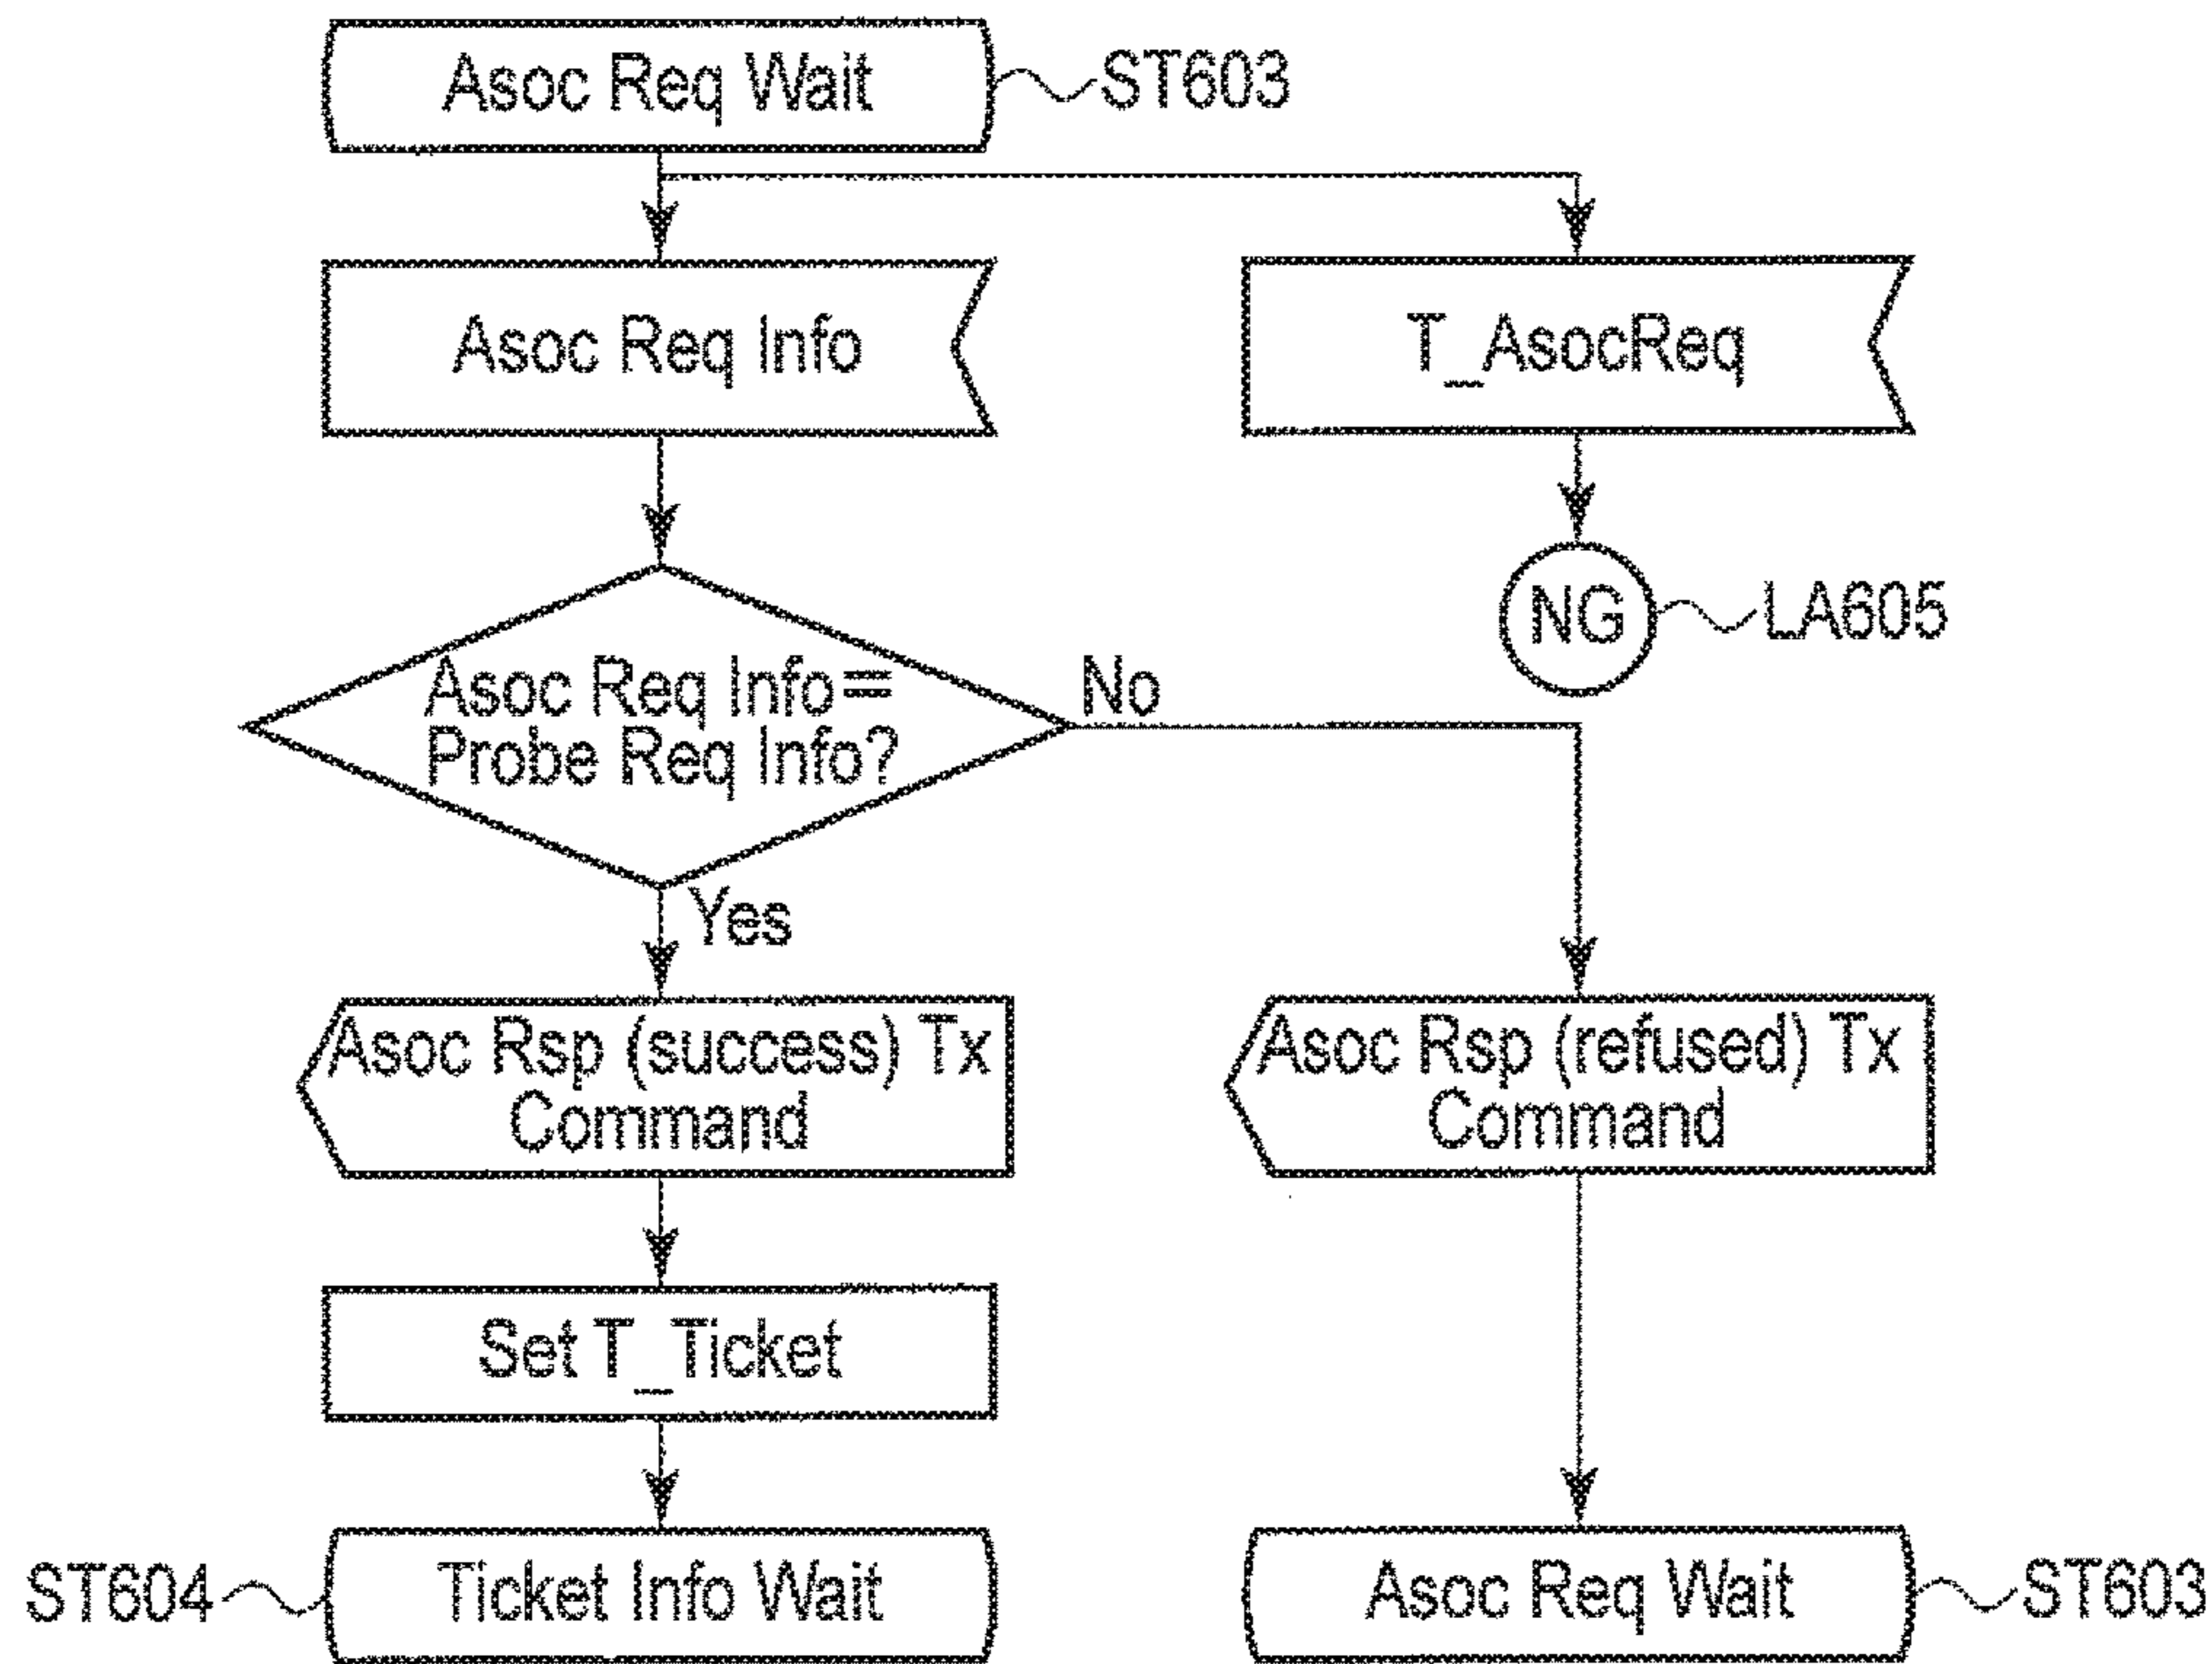 Asoc Req Wait
ST603
Asoc Req Info
T_AsocReq
NG
LA605
Asoc Req Info=
Probe Req Info?
No
Yes
Asoc Rsp (success) Tx
Command
Asoc Rsp (refused) Tx
Command
Set T_Ticket
ST604
Ticket Info Wait
Asoc Req Wait
ST603